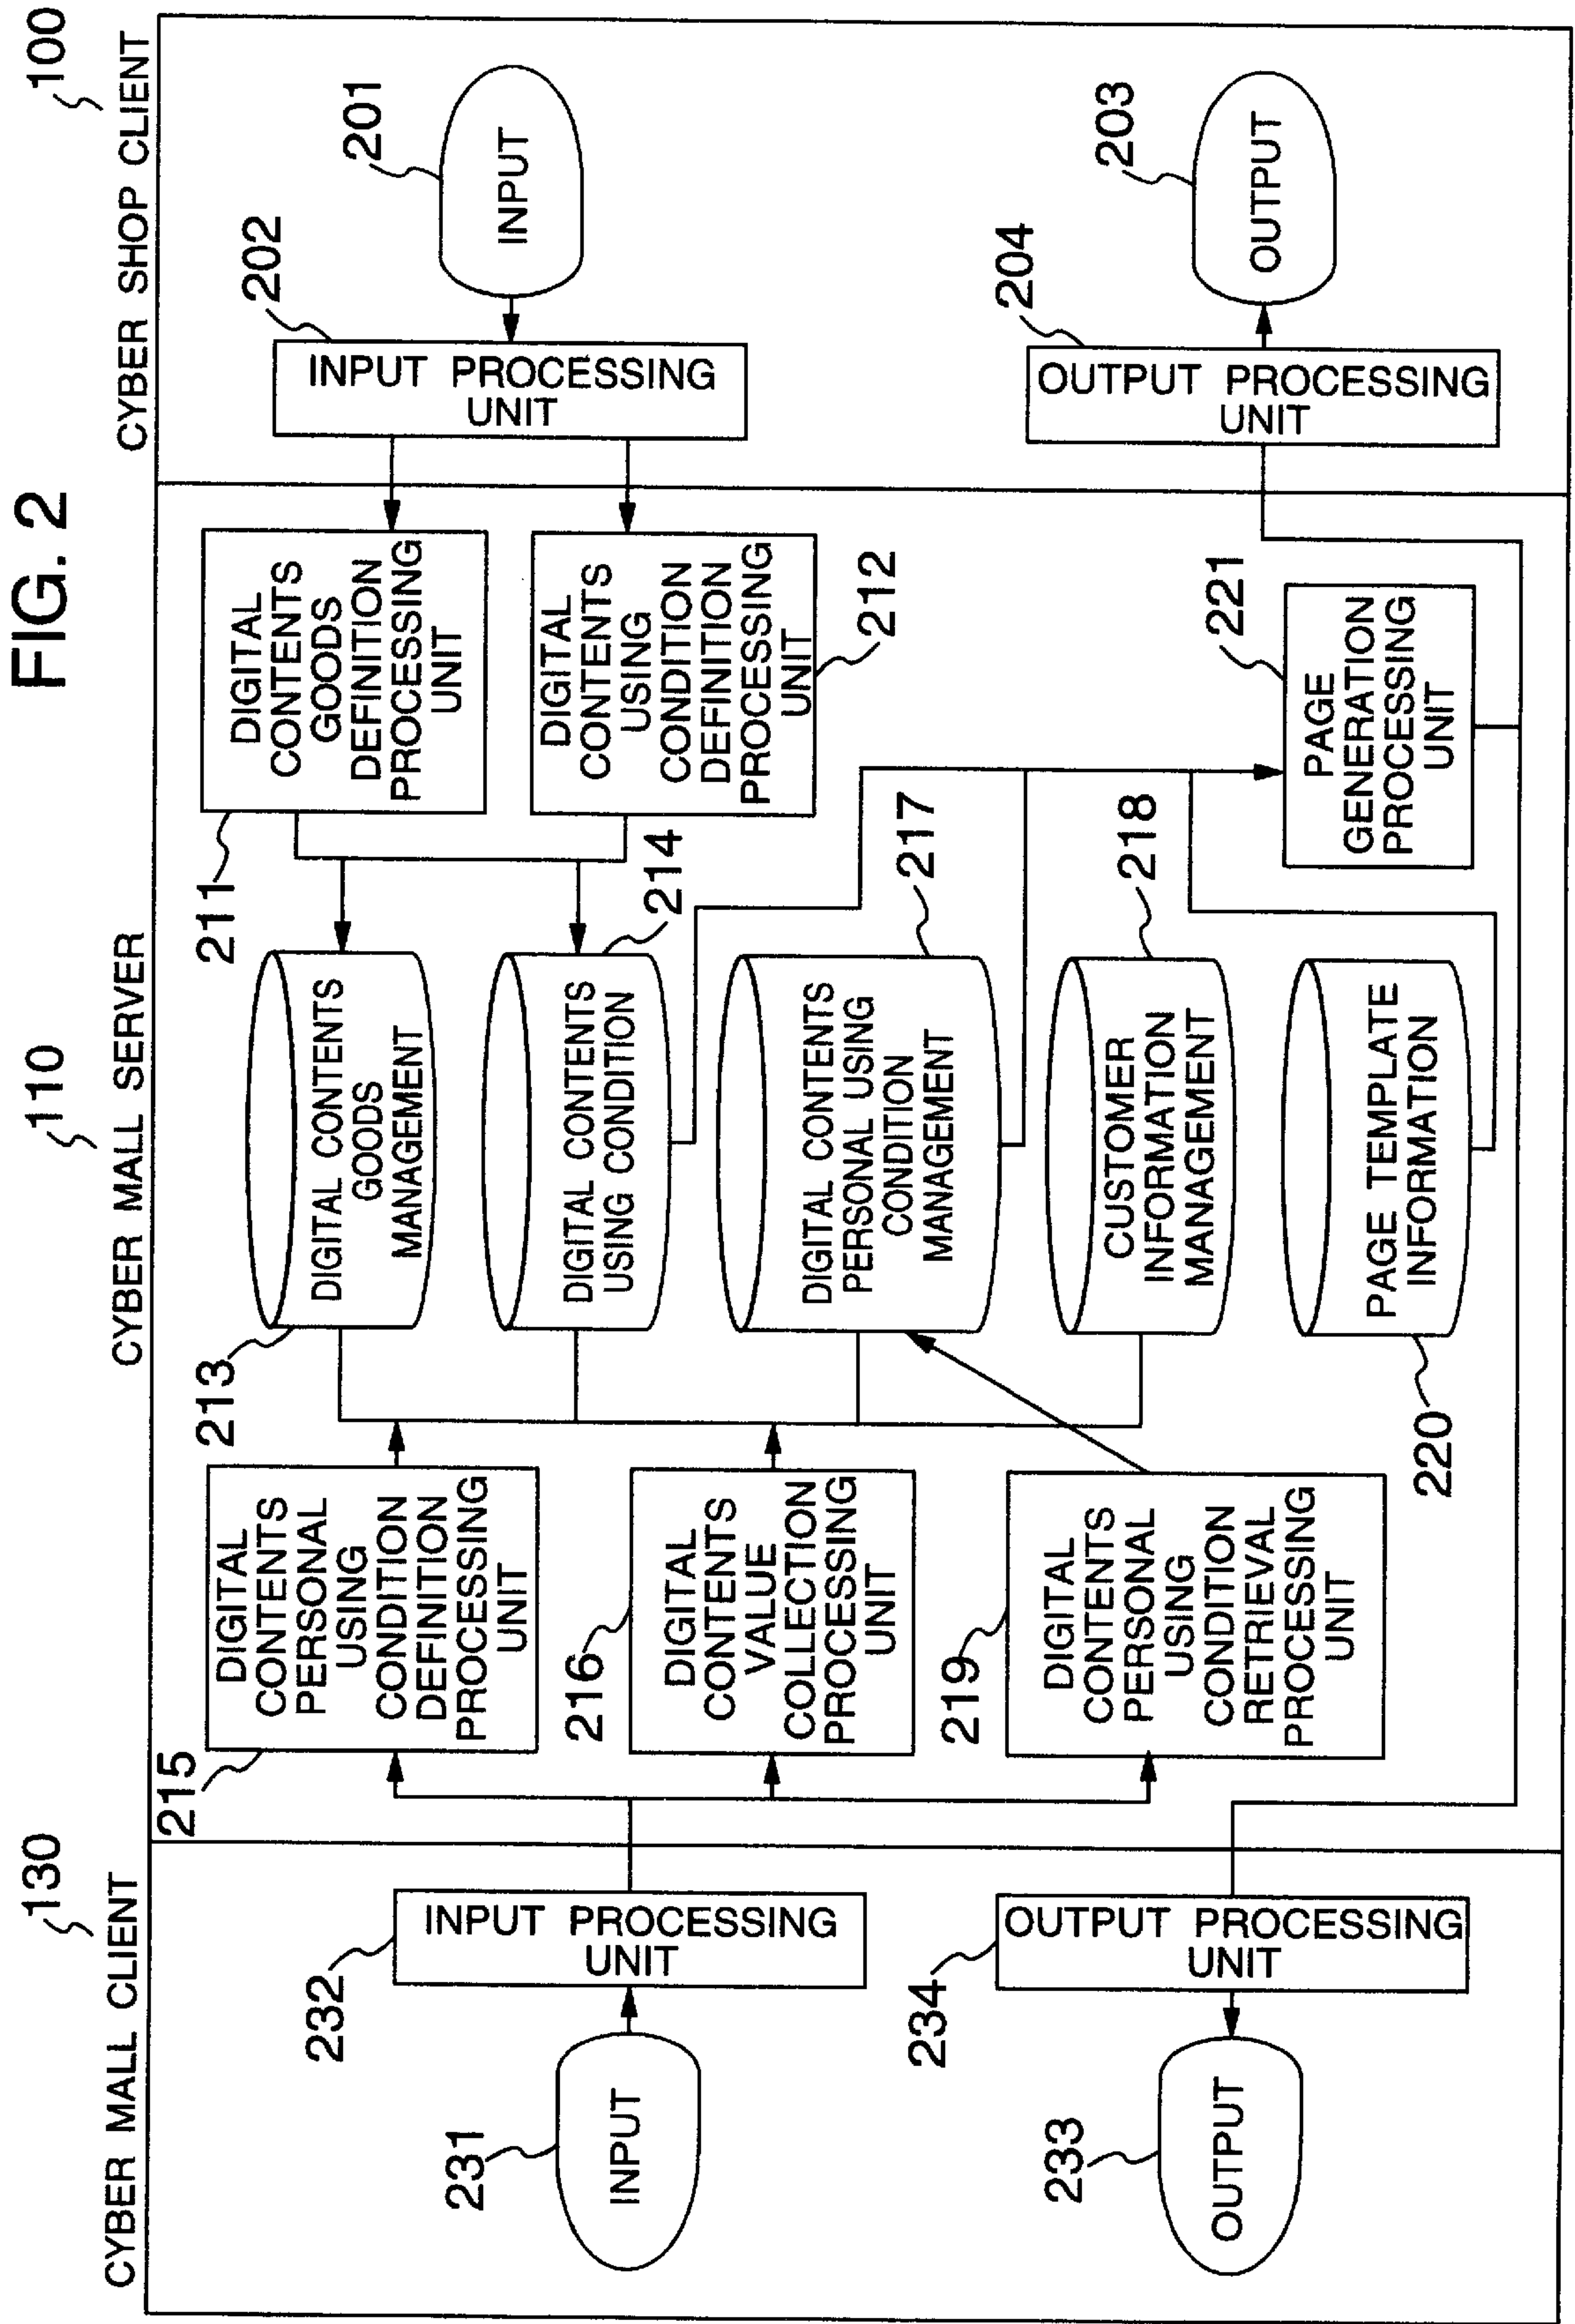 FIG. 2
130
CYBER MALL CLIENT
110
CYBER MALL SERVER
100
CYBER SHOP CLIENT
231
INPUT
232
INPUT PROCESSING
UNIT
233
OUTPUT
234
OUTPUT PROCESSING
UNIT
215
DIGITAL
CONTENTS
PERSONAL
USING
CONDITION
DEFINITION
PROCESSING
UNIT
216
DIGITAL
CONTENTS
VALUE
COLLECTION
PROCESSING
UNIT
219
DIGITAL
CONTENTS
PERSONAL
USING
CONDITION
RETRIEVAL
PROCESSING
UNIT
213
DIGITAL CONTENTS
GOODS
MANAGEMENT
214
DIGITAL CONTENTS
USING CONDITION
217
DIGITAL CONTENTS
PERSONAL USING
CONDITION
MANAGEMENT
218
CUSTOMER
INFORMATION
MANAGEMENT
220
PAGE TEMPLATE
INFORMATION
211
DIGITAL
CONTENTS
GOODS
DEFINITION
PROCESSING
UNIT
212
DIGITAL
CONTENTS
USING
CONDITION
DEFINITION
PROCESSING
UNIT
221
PAGE
GENERATION
PROCESSING
UNIT
202
INPUT PROCESSING
UNIT
201
INPUT
204
OUTPUT PROCESSING
UNIT
203
OUTPUT